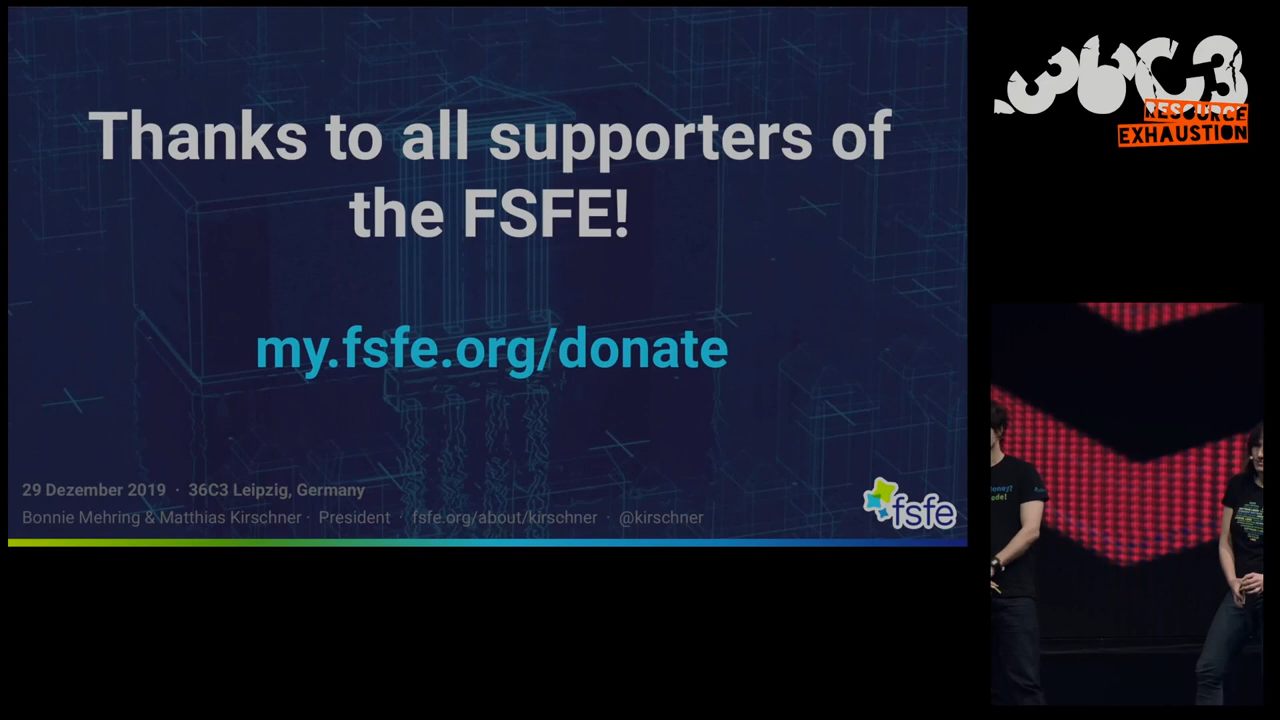 Thanks to all supporters of
the FSFE!
my.fsfe.org/donate
29 Dezember 2019 · 36C3 Leipzig, Germany
Bonnie Mehring & Matthias Kirschner · President · fsfe.org/about/kirschner · @kirschner
fsfe
36C3
RESOURCE
EXHAUSTION